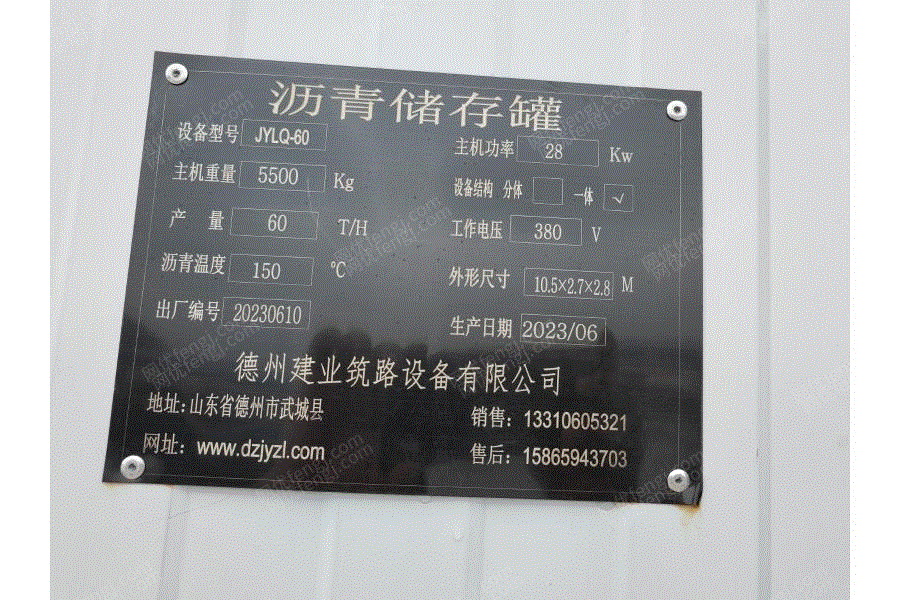 沥青储存罐
设备型号 JYLQ-60 主机功率 28 Kw
主机重量 5500 Kg 设备结构 分体 一体 √
产 量 60 T/H 工作电压 380 V
沥青温度 150 ℃ 外形尺寸 10.5×2.7×2.8 M
出厂编号 20230610 生产日期 2023/06
德州建业筑路设备有限公司
地址:山东省德州市武城县 销售:13310605321
网址:www.dzjyzl.com 售后:15865943703